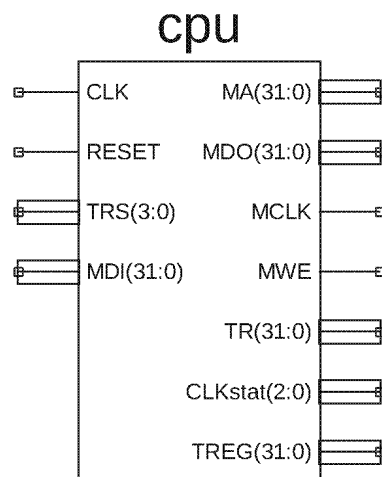 cpu
CLK
MA(31:0)
RESET
MDO(31:0)
TRS(3:0)
MCLK
MDI(31:0)
MWE
TR(31:0)
CLKstat(2:0)
TREG(31:0)